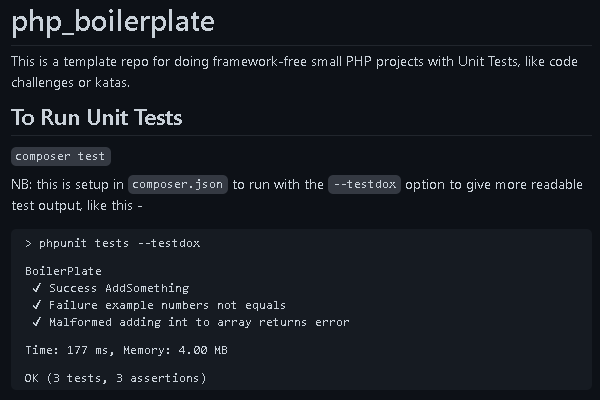 php_boilerplate
This is a template repo for doing framework-free small PHP projects with Unit Tests, like code
challenges or katas.
To Run Unit Tests
composer test
NB: this is setup in composer.json to run with the --testdox option to give more readable
test output, like this -
> phpunit tests --testdox
BoilerPlate
✓ Success AddSomething
✓ Failure example numbers not equals
✓ Malformed adding int to array returns error
Time: 177 ms, Memory: 4.00 MB
OK (3 tests, 3 assertions)